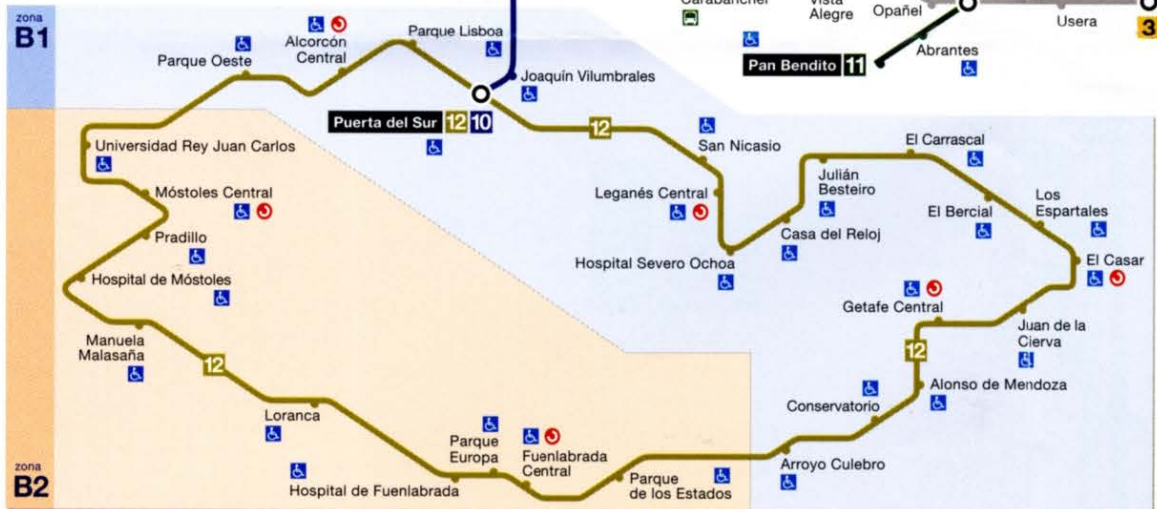 zona
B1
Carabanchel
Vista
Alegre
Opañel
Usera
3
Abrantes
Pan Bendito 11
Parque Lisboa
Alcorcón
Central
Parque Oeste
Joaquín Vilumbrales
Puerta del Sur 12 10
12
San Nicasio
El Carrascal
Universidad Rey Juan Carlos
Julián
Besteiro
Móstoles Central
Leganés Central
Los
Espartales
El Bercial
Pradillo
Casa del Reloj
El Casar
Hospital Severo Ochoa
Hospital de Móstoles
Getafe Central
Juan de la
Cierva
Manuela
Malasaña
12
12
Alonso de Mendoza
Conservatorio
Loranca
Parque
Europa
Fuenlabrada
Central
Arroyo Culebro
zona
B2
Hospital de Fuenlabrada
Parque
de los Estados